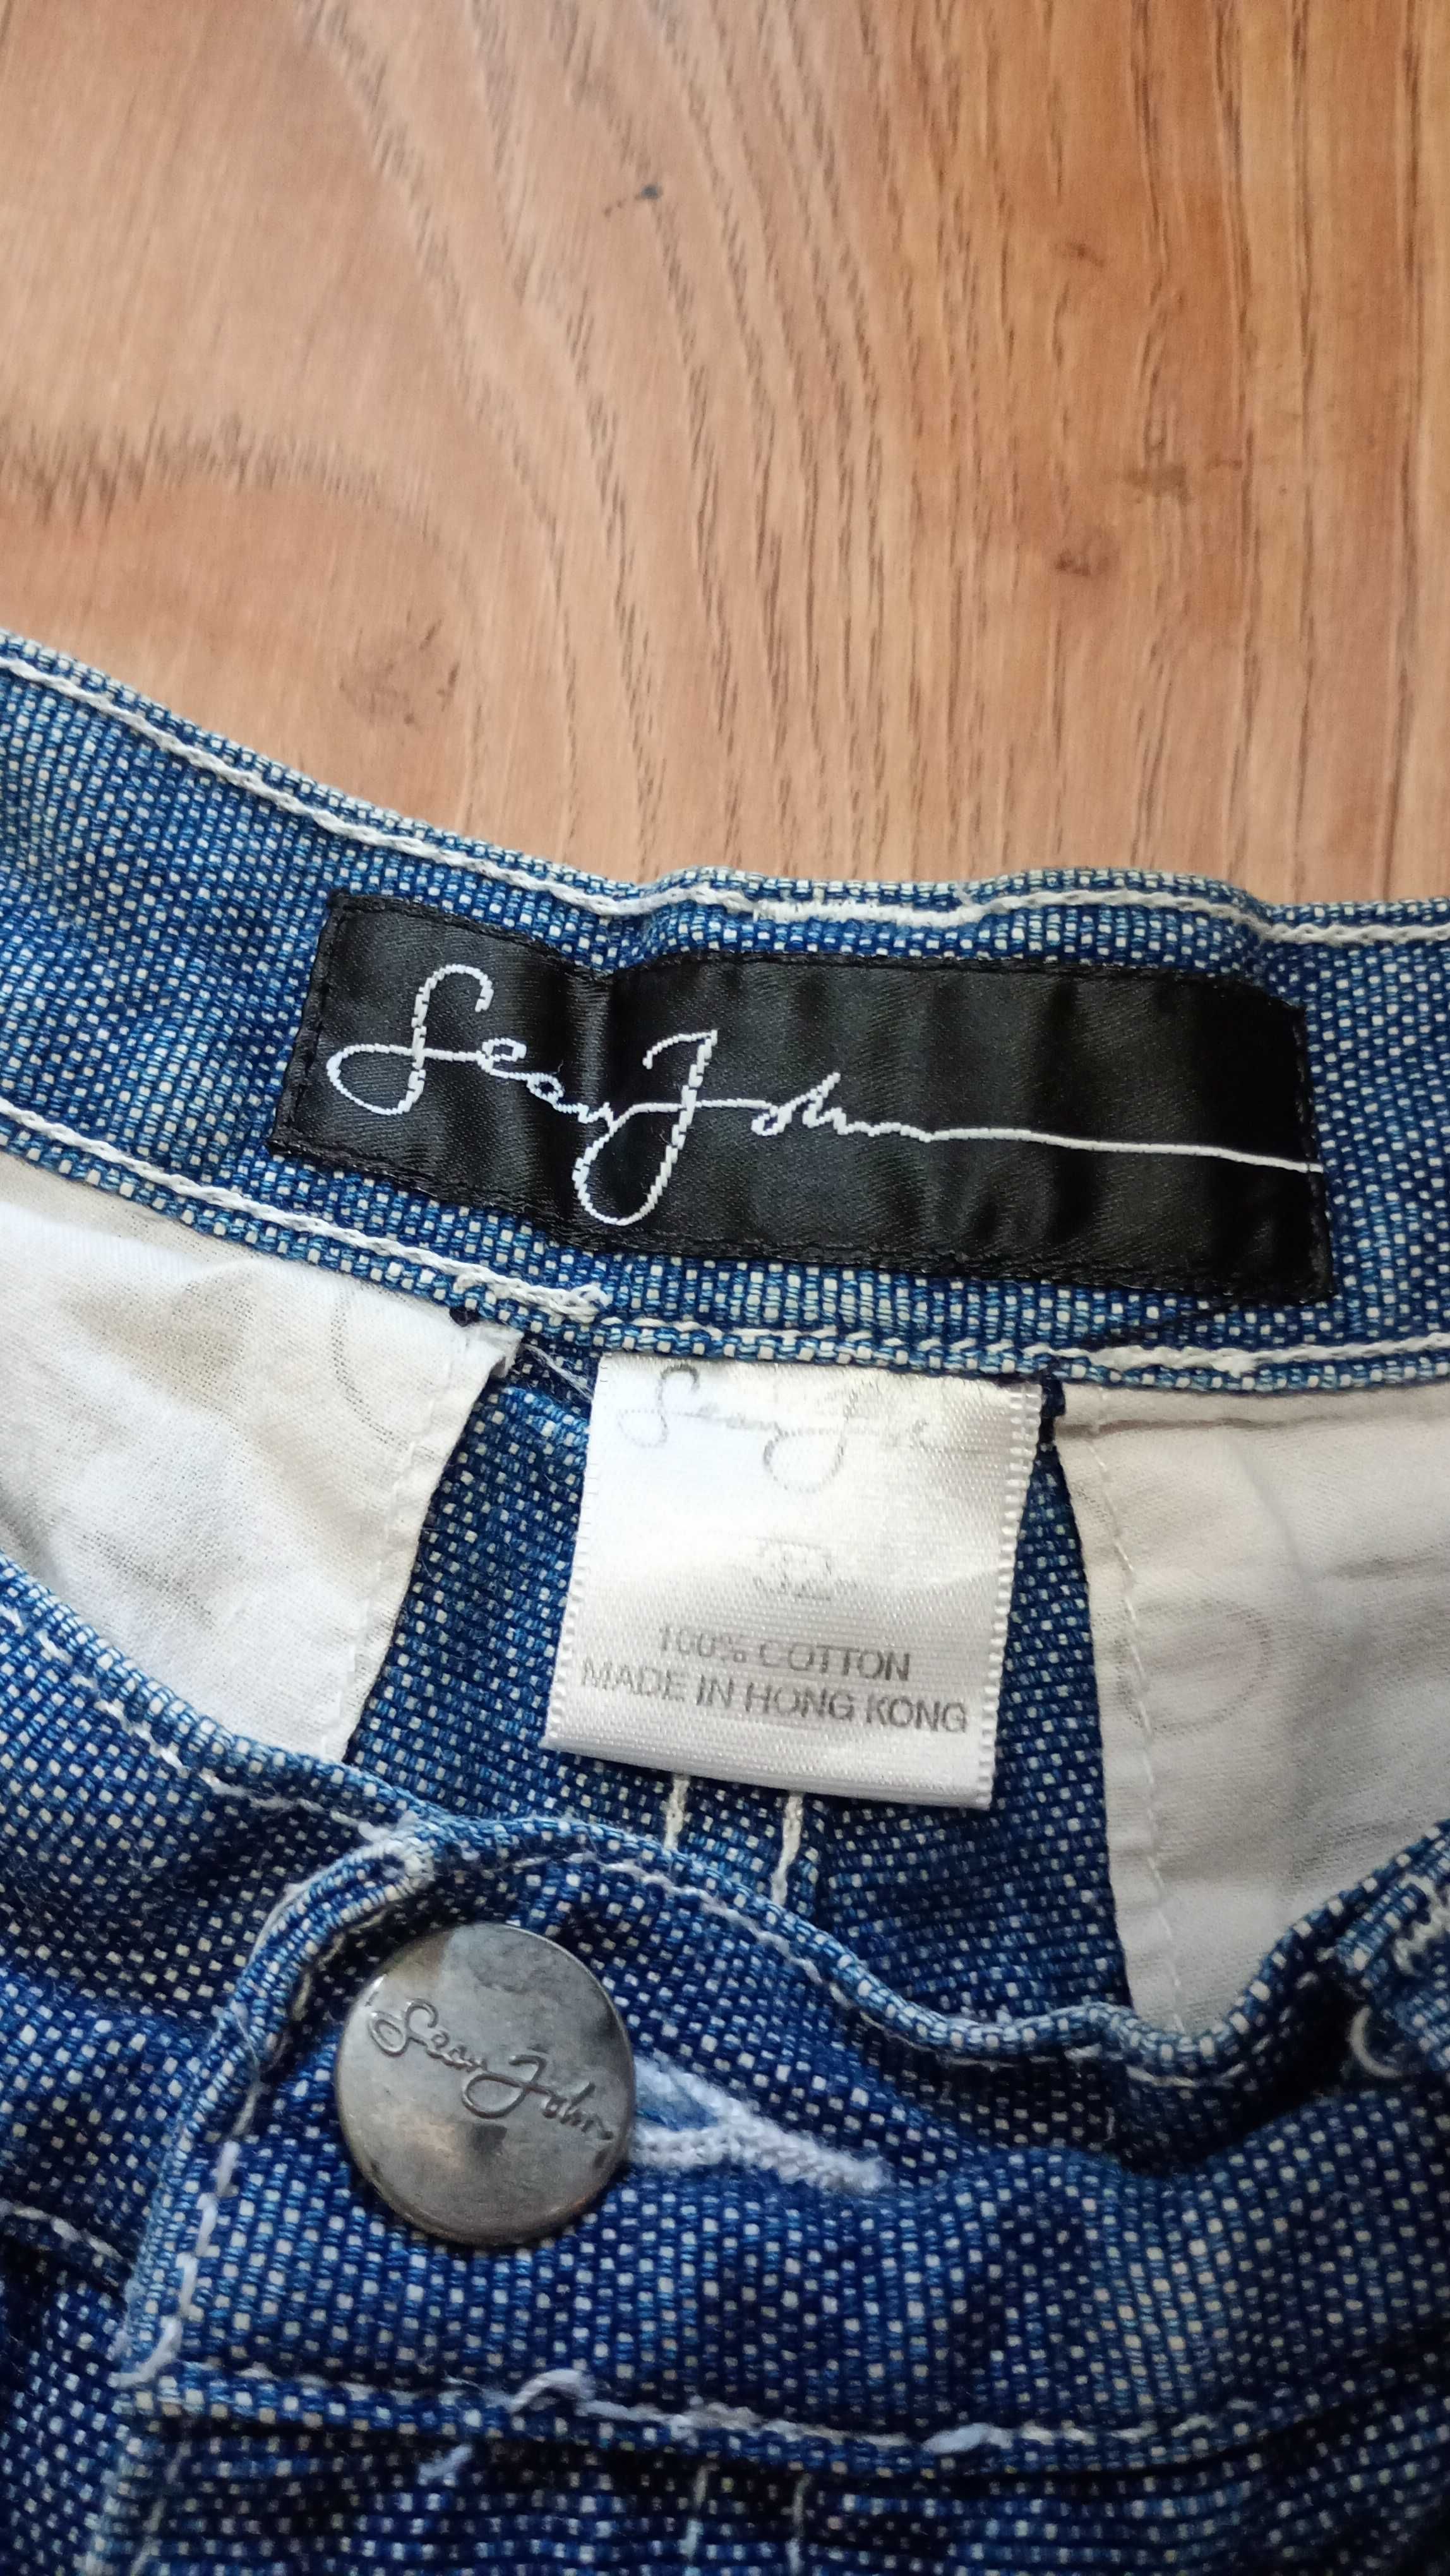 Sean John
Sean John
32
100% COTTON
MADE IN HONG KONG
Sean John